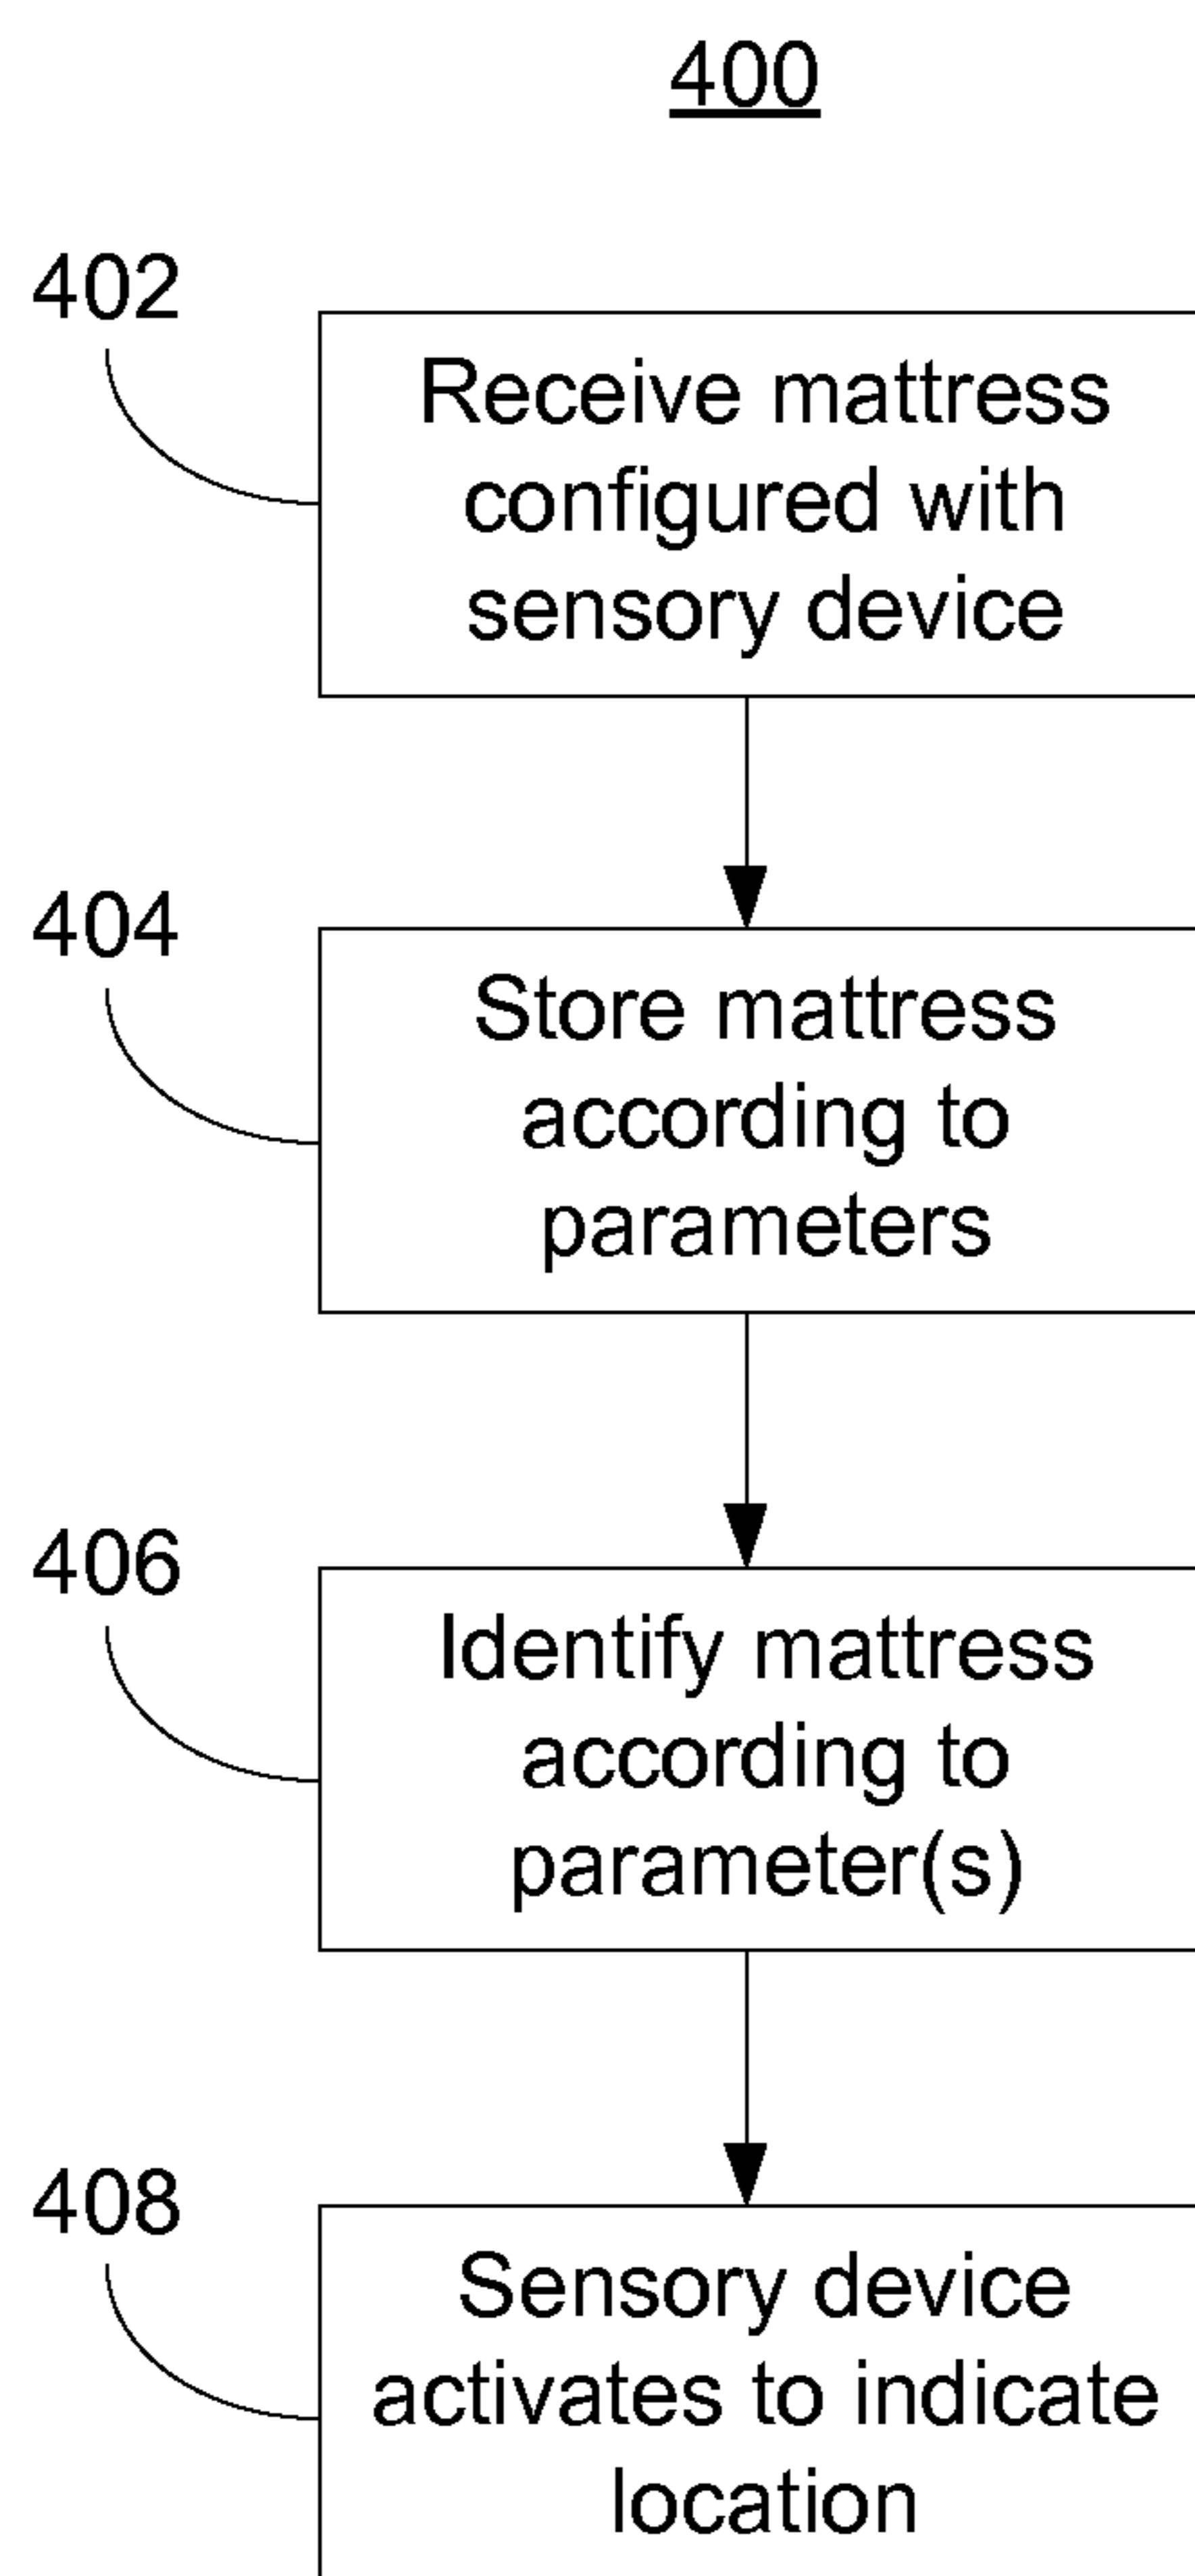 400
402
Receive mattress
configured with
sensory device
404
Store mattress
according to
parameters
406
Identify mattress
according to
parameter(s)
408
Sensory device
activates to indicate
location